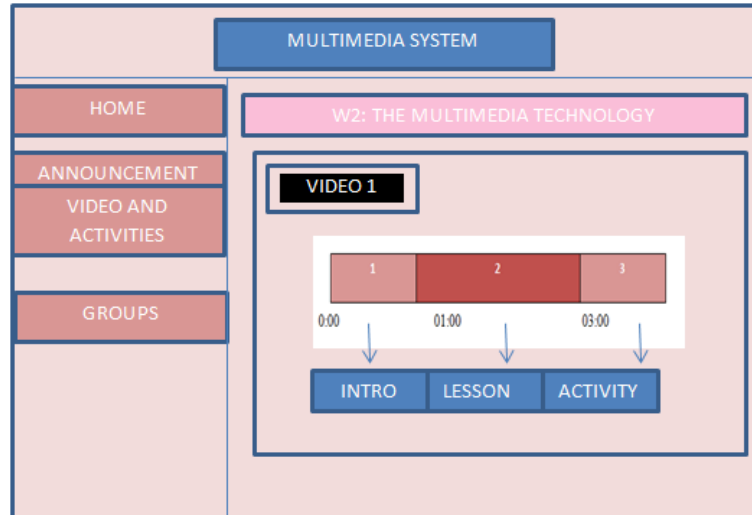 MULTIMEDIA SYSTEM
HOME
ANNOUNCEMENT
VIDEO AND
ACTIVITIES
GROUPS
W2: THE MULTIMEDIA TECHNOLOGY
VIDEO 1
1 2 3
0:00 01:00 03:00
INTRO LESSON ACTIVITY